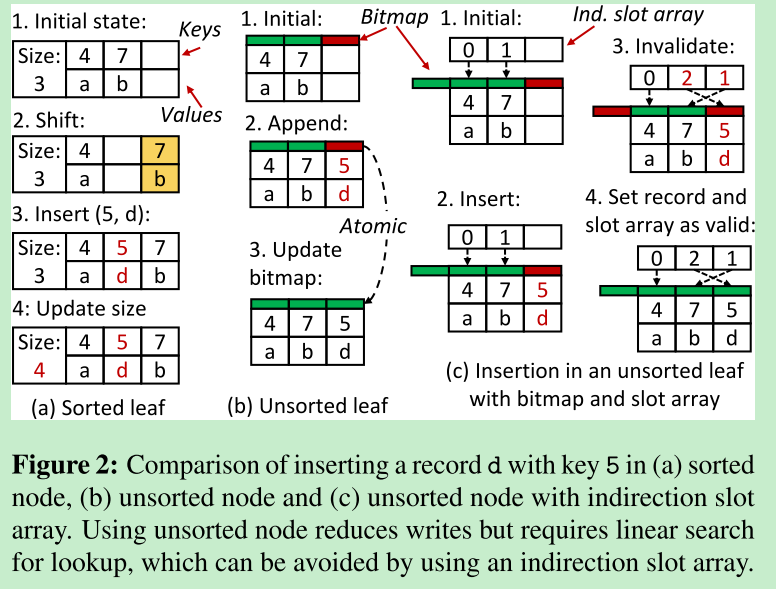 1. Initial state:
Keys
Size: 4 7
3 a b
Values
2. Shift:
Size: 4 7
3 a b
3. Insert (5, d):
Size: 4 5 7
3 a d b
4: Update size
Size: 4 5 7
4 a d b
(a) Sorted leaf
1. Initial:
Bitmap
4 7
a b
2. Append:
4 7 5
a b d
Atomic
3. Update
bitmap:
4 7 5
a b d
(b) Unsorted leaf
1. Initial:
Ind. slot array
0 1
4 7
a b
2. Insert:
0 1
4 7 5
a b d
3. Invalidate:
0 2 1
4 7 5
a b d
4. Set record and
slot array as valid:
0 2 1
4 7 5
a b d
(c) Insertion in an unsorted leaf
with bitmap and slot array
Figure 2: Comparison of inserting a record d with key 5 in (a) sorted
node, (b) unsorted node and (c) unsorted node with indirection slot
array. Using unsorted node reduces writes but requires linear search
for lookup, which can be avoided by using an indirection slot array.